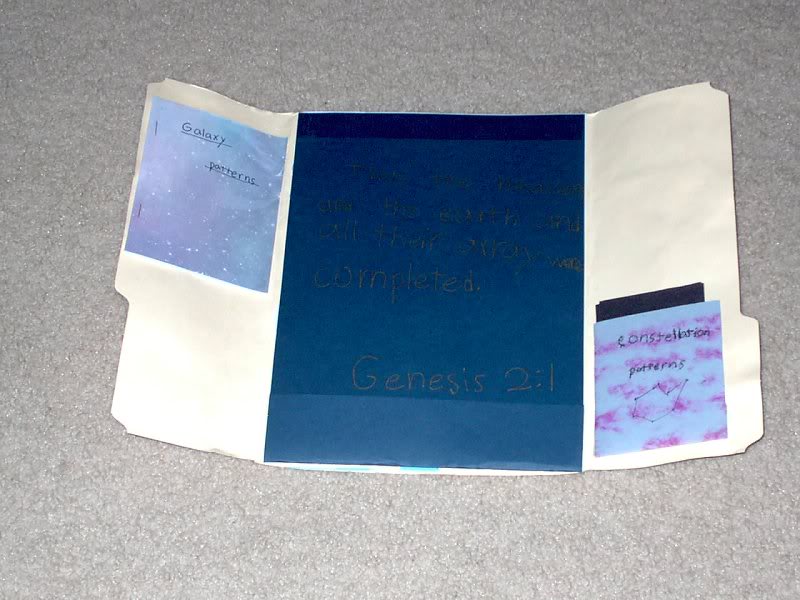 Galaxy
patterns
Thus the heavens
and the earth and
all their array were
completed.
Genesis 2:1
constellation
patterns